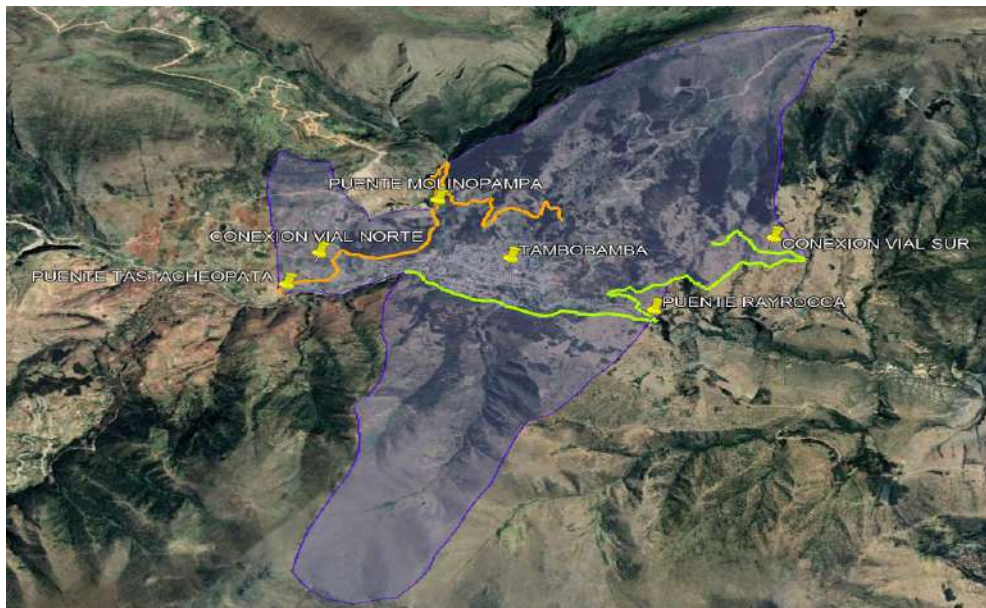 PUENTE MOLINOPAMPA
CONEXION VIAL NORTE
CONEXION VIAL SUR
TAMBOBAMBA
PUENTE TASTACHEOPATA
PUENTE RAYROCCA